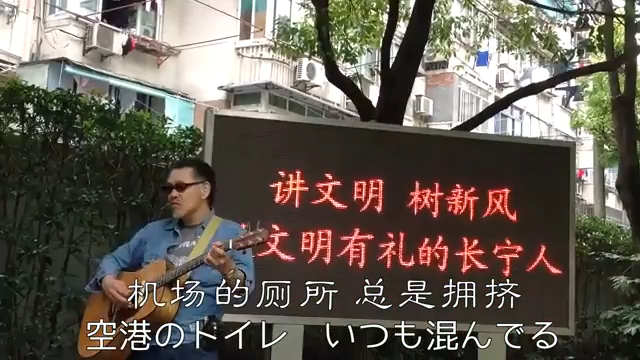 讲文明 树新风
文明有礼的长宁人
机场的厕所 总是拥挤
空港のトイレ いつも混んでる